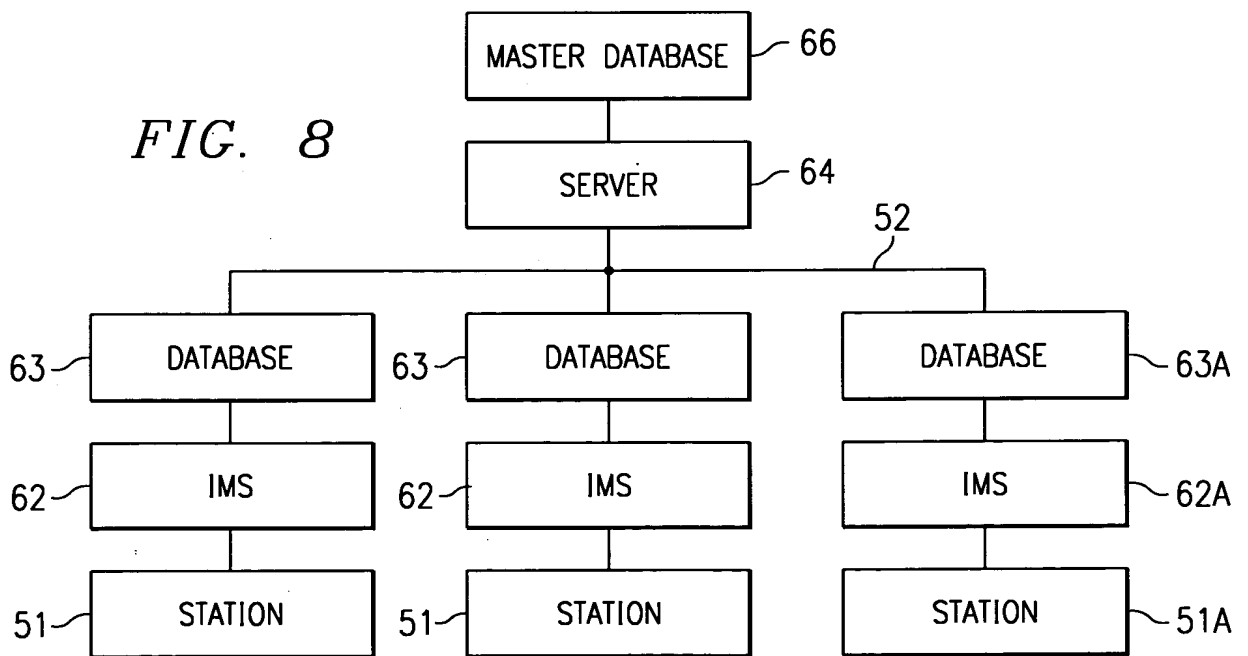 MASTER DATABASE 66
FIG. 8
SERVER 64
52
63 DATABASE 63 DATABASE DATABASE 63A
62 IMS 62 IMS IMS 62A
51 STATION 51 STATION STATION 51A